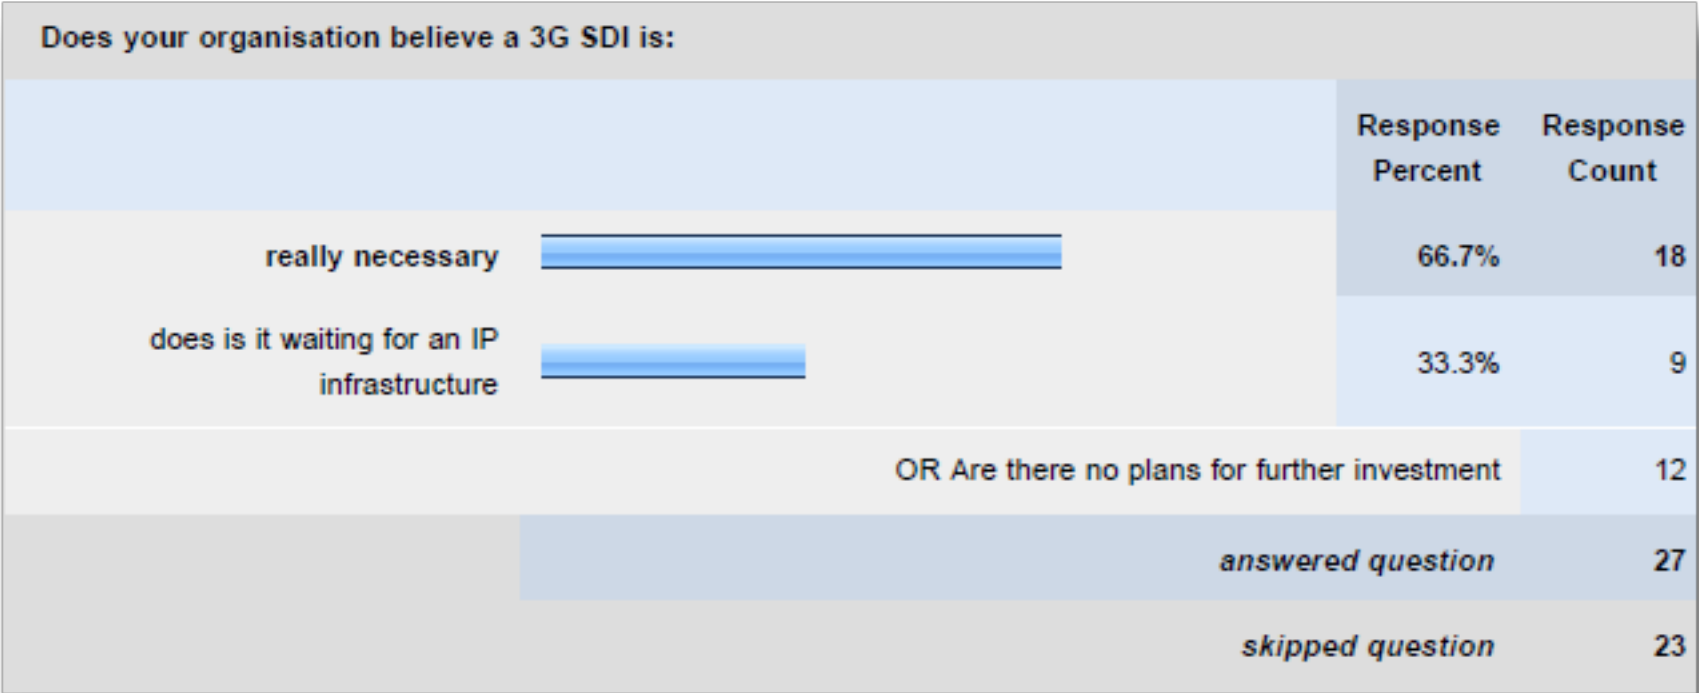 Does your organisation believe a 3G SDI is:
Response Response
Percent Count
really necessary 66.7% 18
does is it waiting for an IP
infrastructure 33.3% 9
OR Are there no plans for further investment 12
answered question 27
skipped question 23